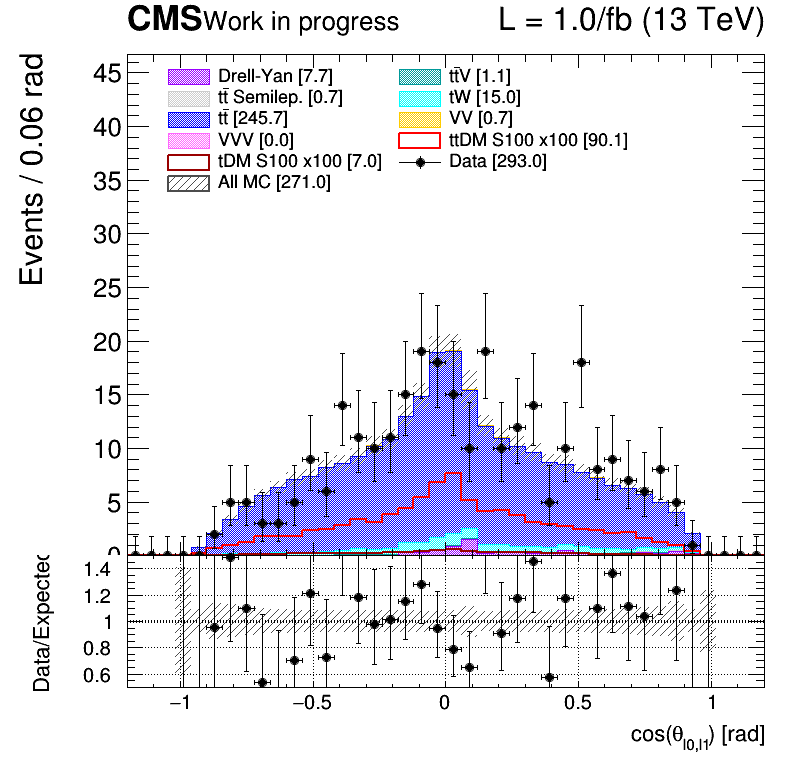 CMS Work in progress L = 1.0/fb (13 TeV)
Events / 0.06 rad
45
40
35
30
25
20
15
10
5
0
Drell-Yan [7.7]
tt̄V [1.1]
tt̄ Semilep. [0.7]
tW [15.0]
tt̄ [245.7]
VV [0.7]
VVV [0.0]
ttDM S100 x100 [90.1]
tDM S100 x100 [7.0]
Data [293.0]
All MC [271.0]
Data/Expected
1.4
1.2
1
0.8
0.6
−1 −0.5 0 0.5 1
cos(θ_l0,l1) [rad]